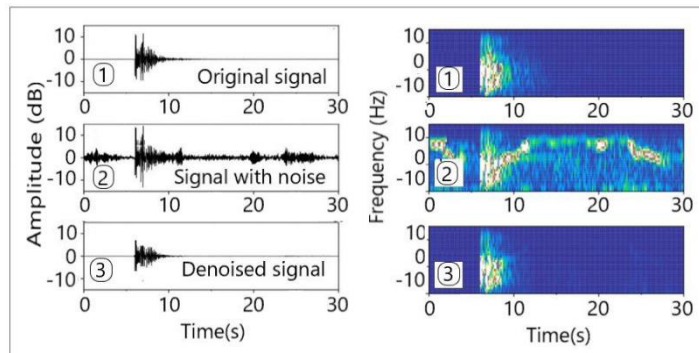 Amplitude (dB)
10
0
-10
①
Original signal
0 10 20 30
10
0
-10
②
Signal with noise
0 10 20 30
10
0
-10
③
Denoised signal
0 10 20 30
Time(s)
Frequency (Hz)
10
0
-10
①
0 10 20 30
10
0
-10
②
0 10 20 30
10
0
-10
③
0 10 20 30
Time(s)